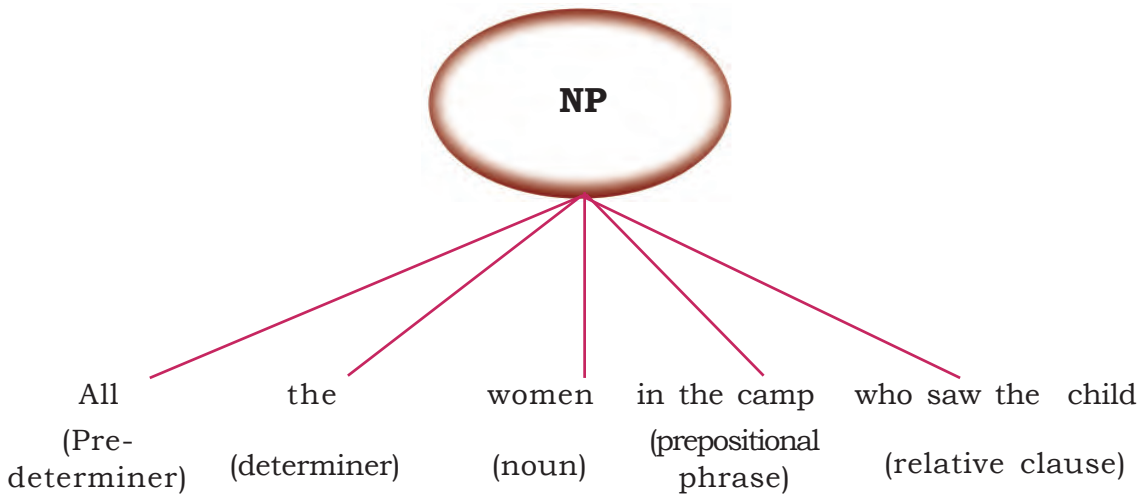 NP
All the women in the camp who saw the child
(Pre-determiner) (determiner) (noun) (prepositional phrase) (relative clause)